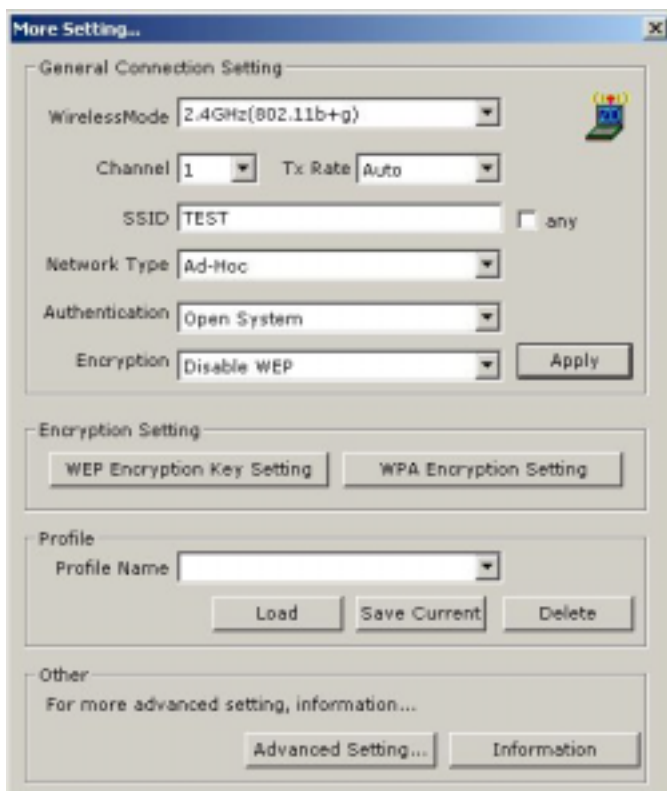 More Setting...
General Connection Setting
WirelessMode 2.4GHz(802.11b+g)
Channel 1 Tx Rate Auto
SSID TEST any
Network Type Ad-Hoc
Authentication Open System
Encryption Disable WEP Apply
Encryption Setting
WEP Encryption Key Setting WPA Encryption Setting
Profile
Profile Name
Load Save Current Delete
Other
For more advanced setting, information...
Advanced Setting... Information